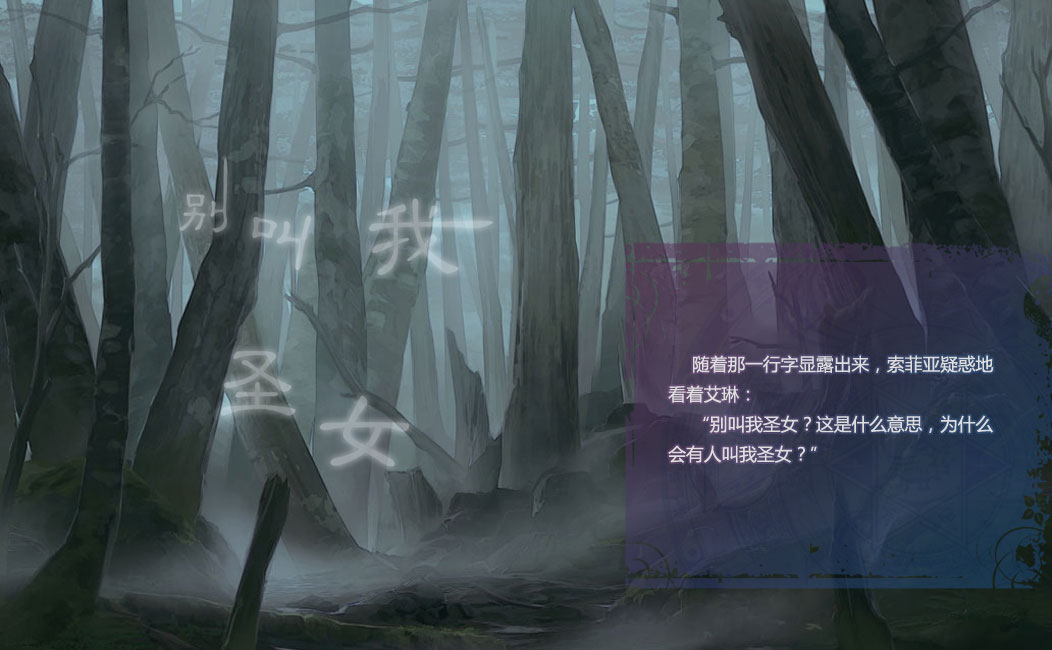 别叫我
圣女
随着那一行字显露出来，索菲亚疑惑地
看着艾琳：
“别叫我圣女？这是什么意思，为什么
会有人叫我圣女？”